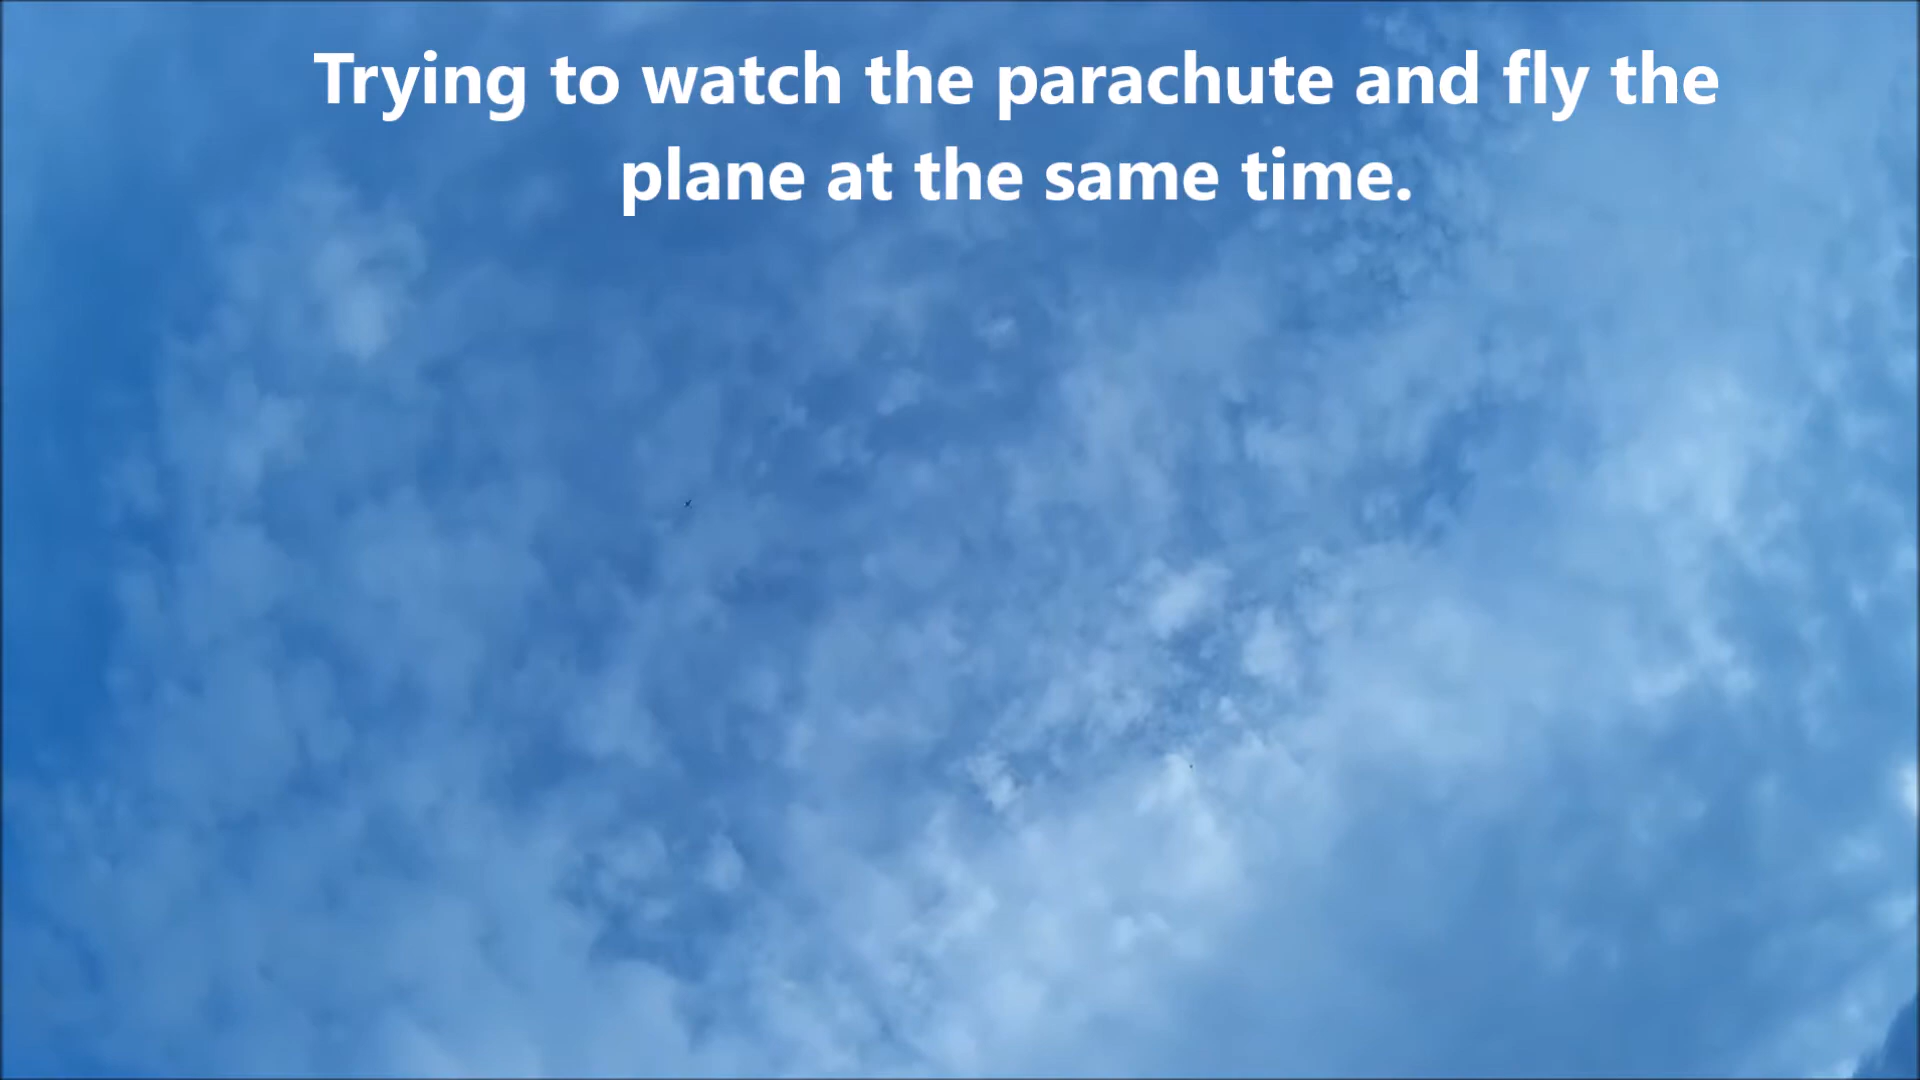 Trying to watch the parachute and fly the
plane at the same time.